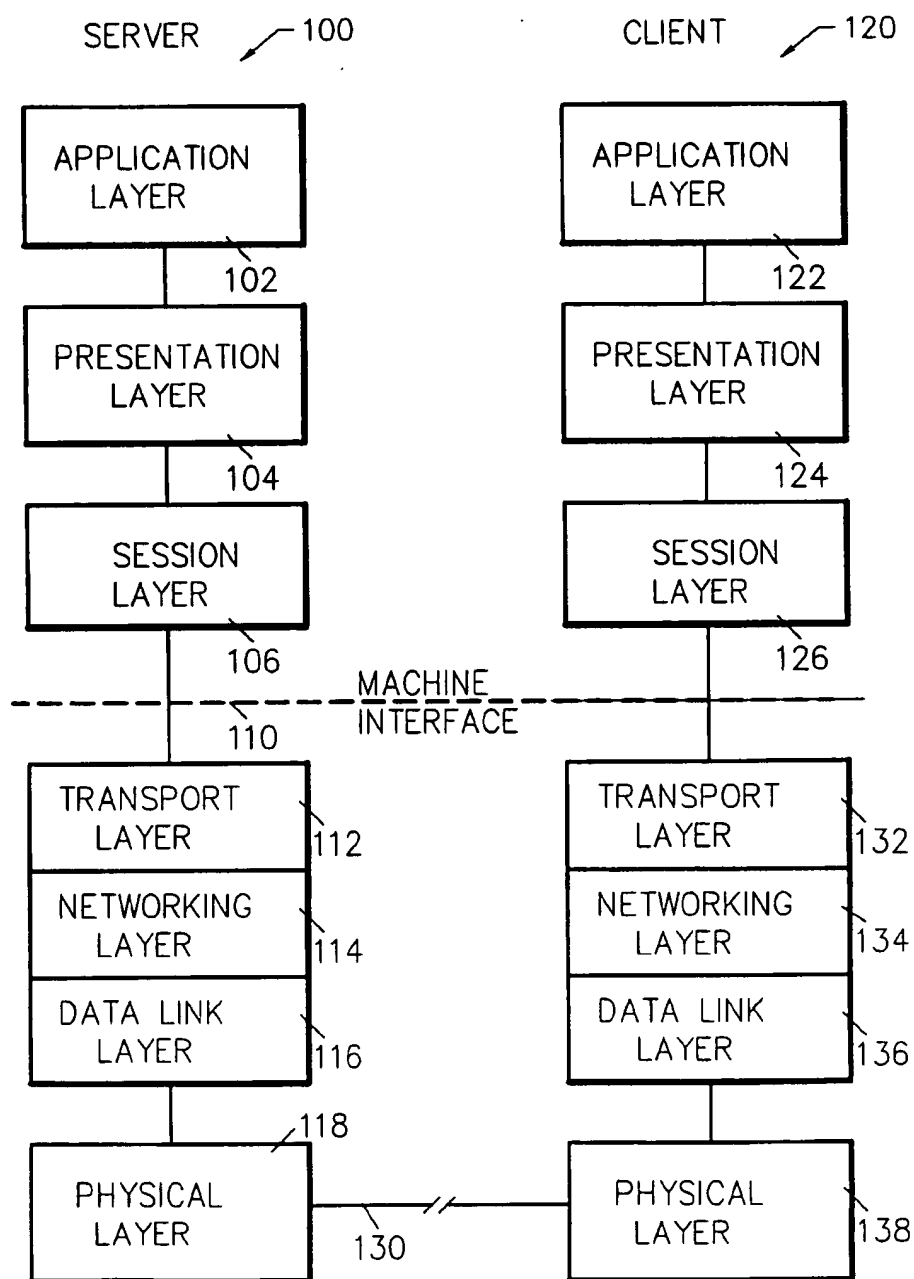 SERVER
100
CLIENT
120
APPLICATION
LAYER
102
APPLICATION
LAYER
122
PRESENTATION
LAYER
104
PRESENTATION
LAYER
124
SESSION
LAYER
106
SESSION
LAYER
126
MACHINE
INTERFACE
110
TRANSPORT
LAYER
112
TRANSPORT
LAYER
132
NETWORKING
LAYER
114
NETWORKING
LAYER
134
DATA LINK
LAYER
116
DATA LINK
LAYER
136
118
PHYSICAL
LAYER
130
PHYSICAL
LAYER
138